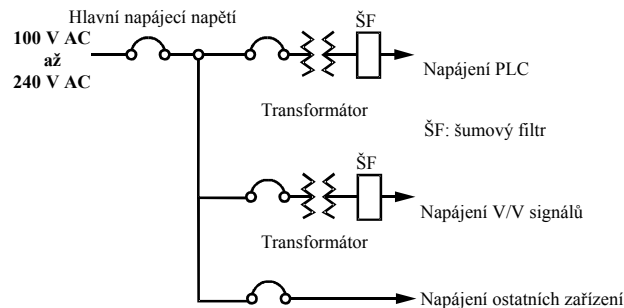 Hlavní napájecí napětí
ŠF
100 V AC
až
240 V AC
Napájení PLC
Transformátor
ŠF: šumový filtr
ŠF
Napájení V/V signálů
Transformátor
Napájení ostatních zařízení